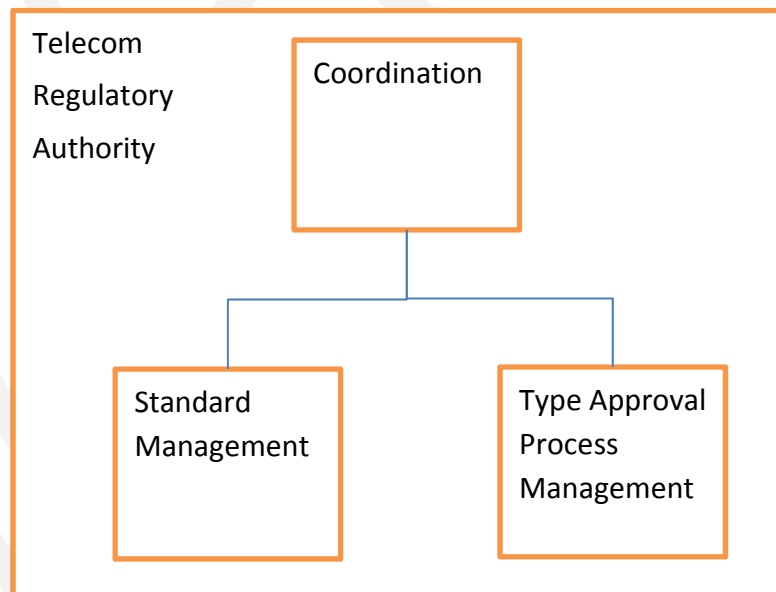 Telecom
Regulatory
Authority
Coordination
Standard
Management
Type Approval
Process
Management